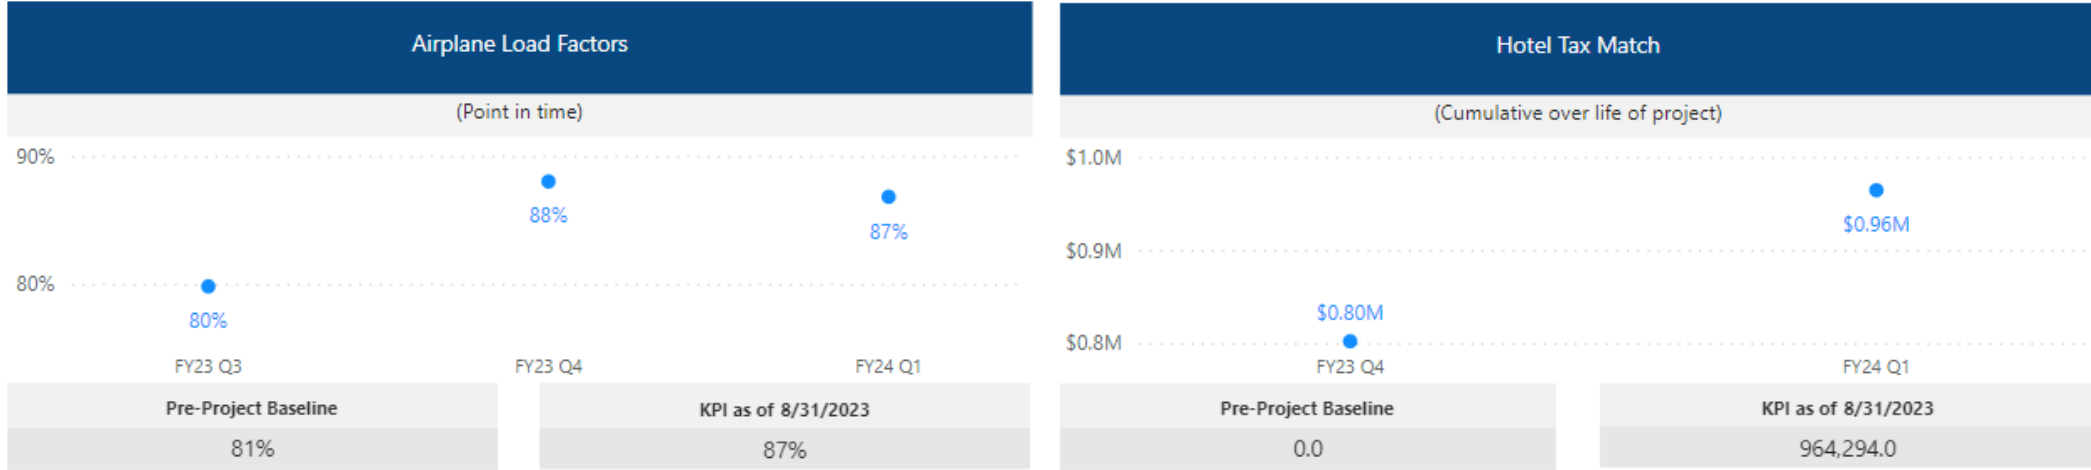 Airplane Load Factors
(Point in time)
90%
88%
87%
80%
80%
FY23 Q3 FY23 Q4 FY24 Q1
Pre-Project Baseline KPI as of 8/31/2023
81% 87%
Hotel Tax Match
(Cumulative over life of project)
$1.0M
$0.96M
$0.9M
$0.80M
$0.8M
FY23 Q4 FY24 Q1
Pre-Project Baseline KPI as of 8/31/2023
0.0 964,294.0